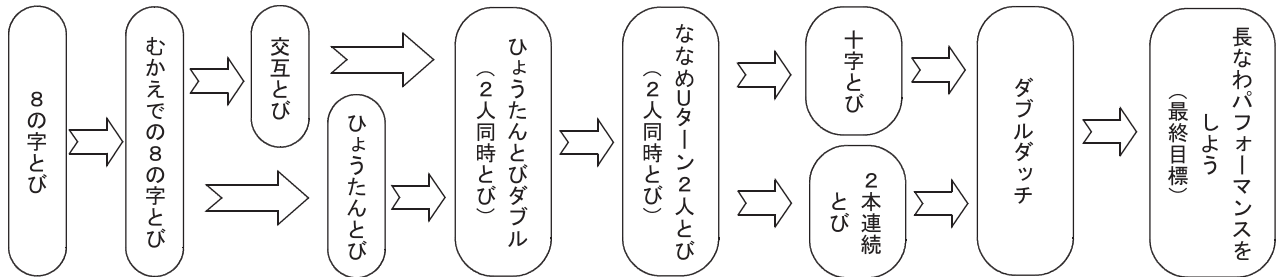 8の字とび
むかえでの8の字とび
交互とび
ひょうたんとび
ひょうたんとびダブル
（2人同時とび）
ななめUターン2人とび
（2人同時とび）
十字とび
2本連続
とび
ダブルダッチ
長なわパフォーマンスを
しよう
（最終目標）